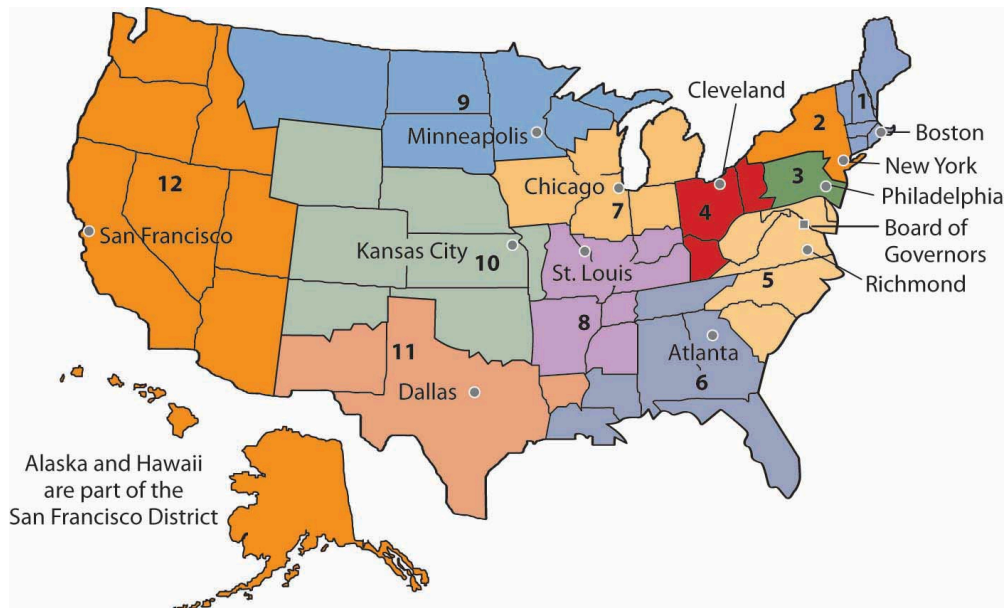 Cleveland
1
9
2
Minneapolis
Boston
New York
3
12
Chicago
Philadelphia
7
4
Board of
Governors
San Francisco
Kansas City
10
St. Louis
5
Richmond
8
11
Atlanta
6
Dallas
Alaska and Hawaii
are part of the
San Francisco District